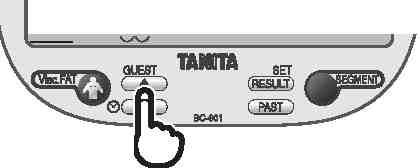 GUEST
TANITA
SET
Visc.FAT
RESULT
SEGMENT
PAST
BC-601